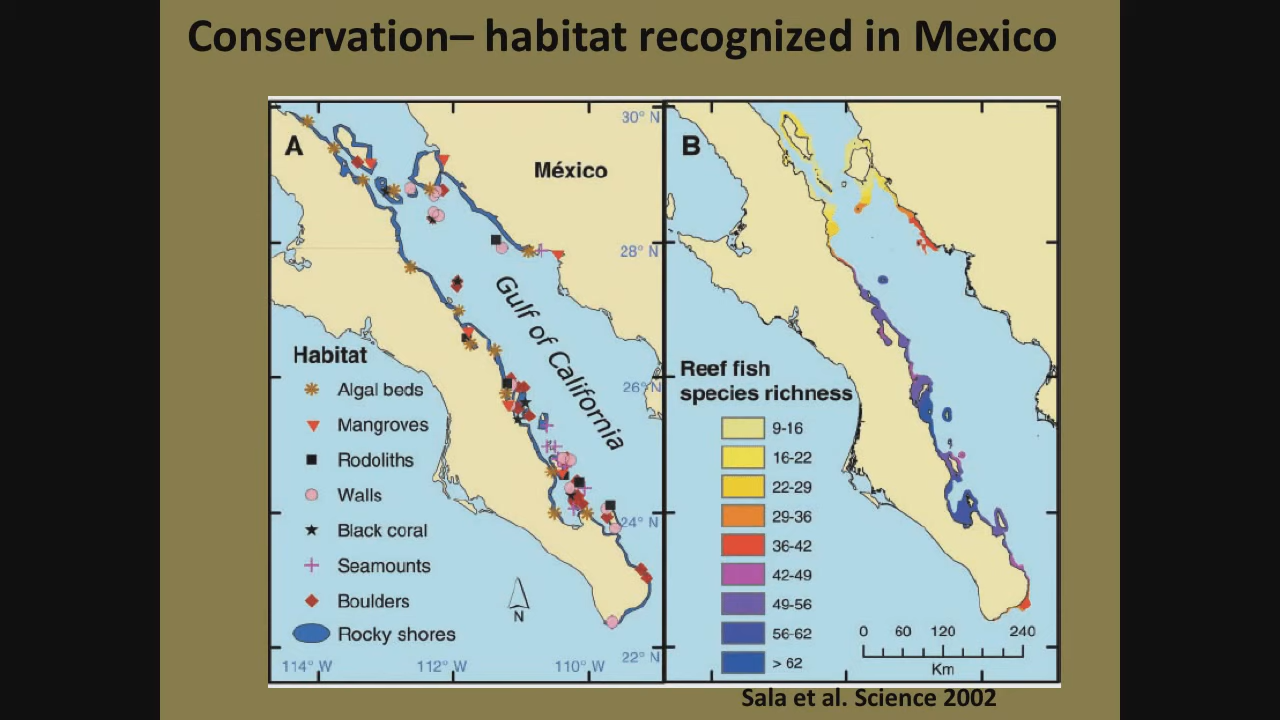 Conservation– habitat recognized in Mexico
A
30° N
México
28° N
Gulf of California
Habitat
Algal beds
Mangroves
Rodoliths
Walls
Black coral
Seamounts
Boulders
Rocky shores
26° N
24° N
22° N
N
114° W
112° W
110° W
B
Reef fish
species richness
9-16
16-22
22-29
29-36
36-42
42-49
49-56
56-62
> 62
0 60 120 240
Km
Sala et al. Science 2002